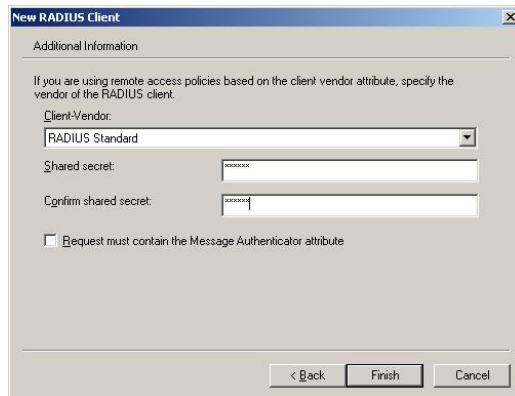 New RADIUS Client
Additional Information
If you are using remote access policies based on the client vendor attribute, specify the
vendor of the RADIUS client.
Client-Vendor:
RADIUS Standard
Shared secret: xxxxxx
Confirm shared secret: xxxxxx
Request must contain the Message Authenticator attribute
< Back Finish Cancel